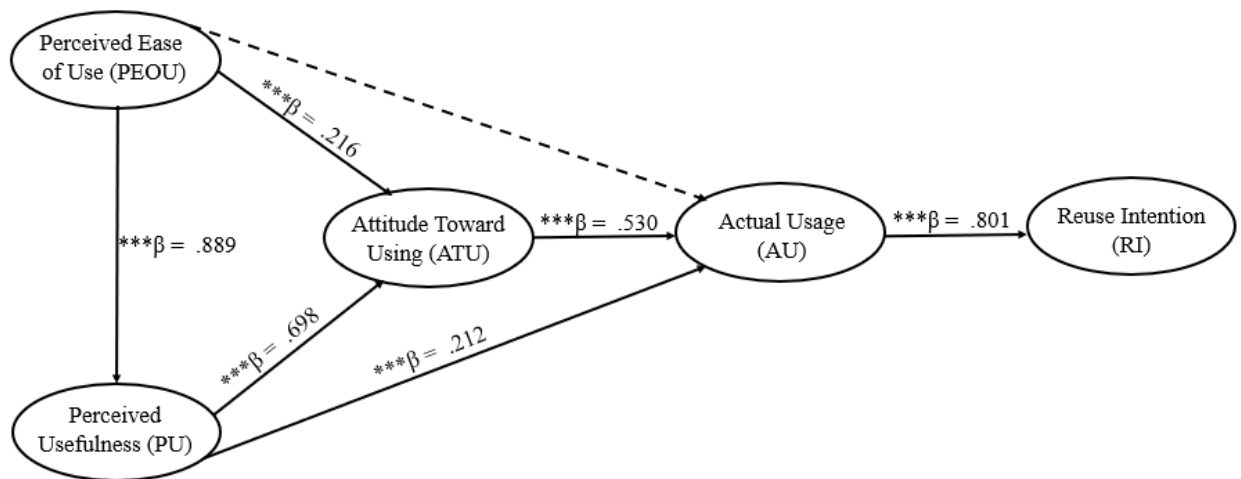 Perceived Ease
of Use (PEOU)
***β = .216
Attitude Toward
Using (ATU)
***β = .530
Actual Usage
(AU)
***β = .801
Reuse Intention
(RI)
***β = .889
***β = .698
***β = .212
Perceived
Usefulness (PU)